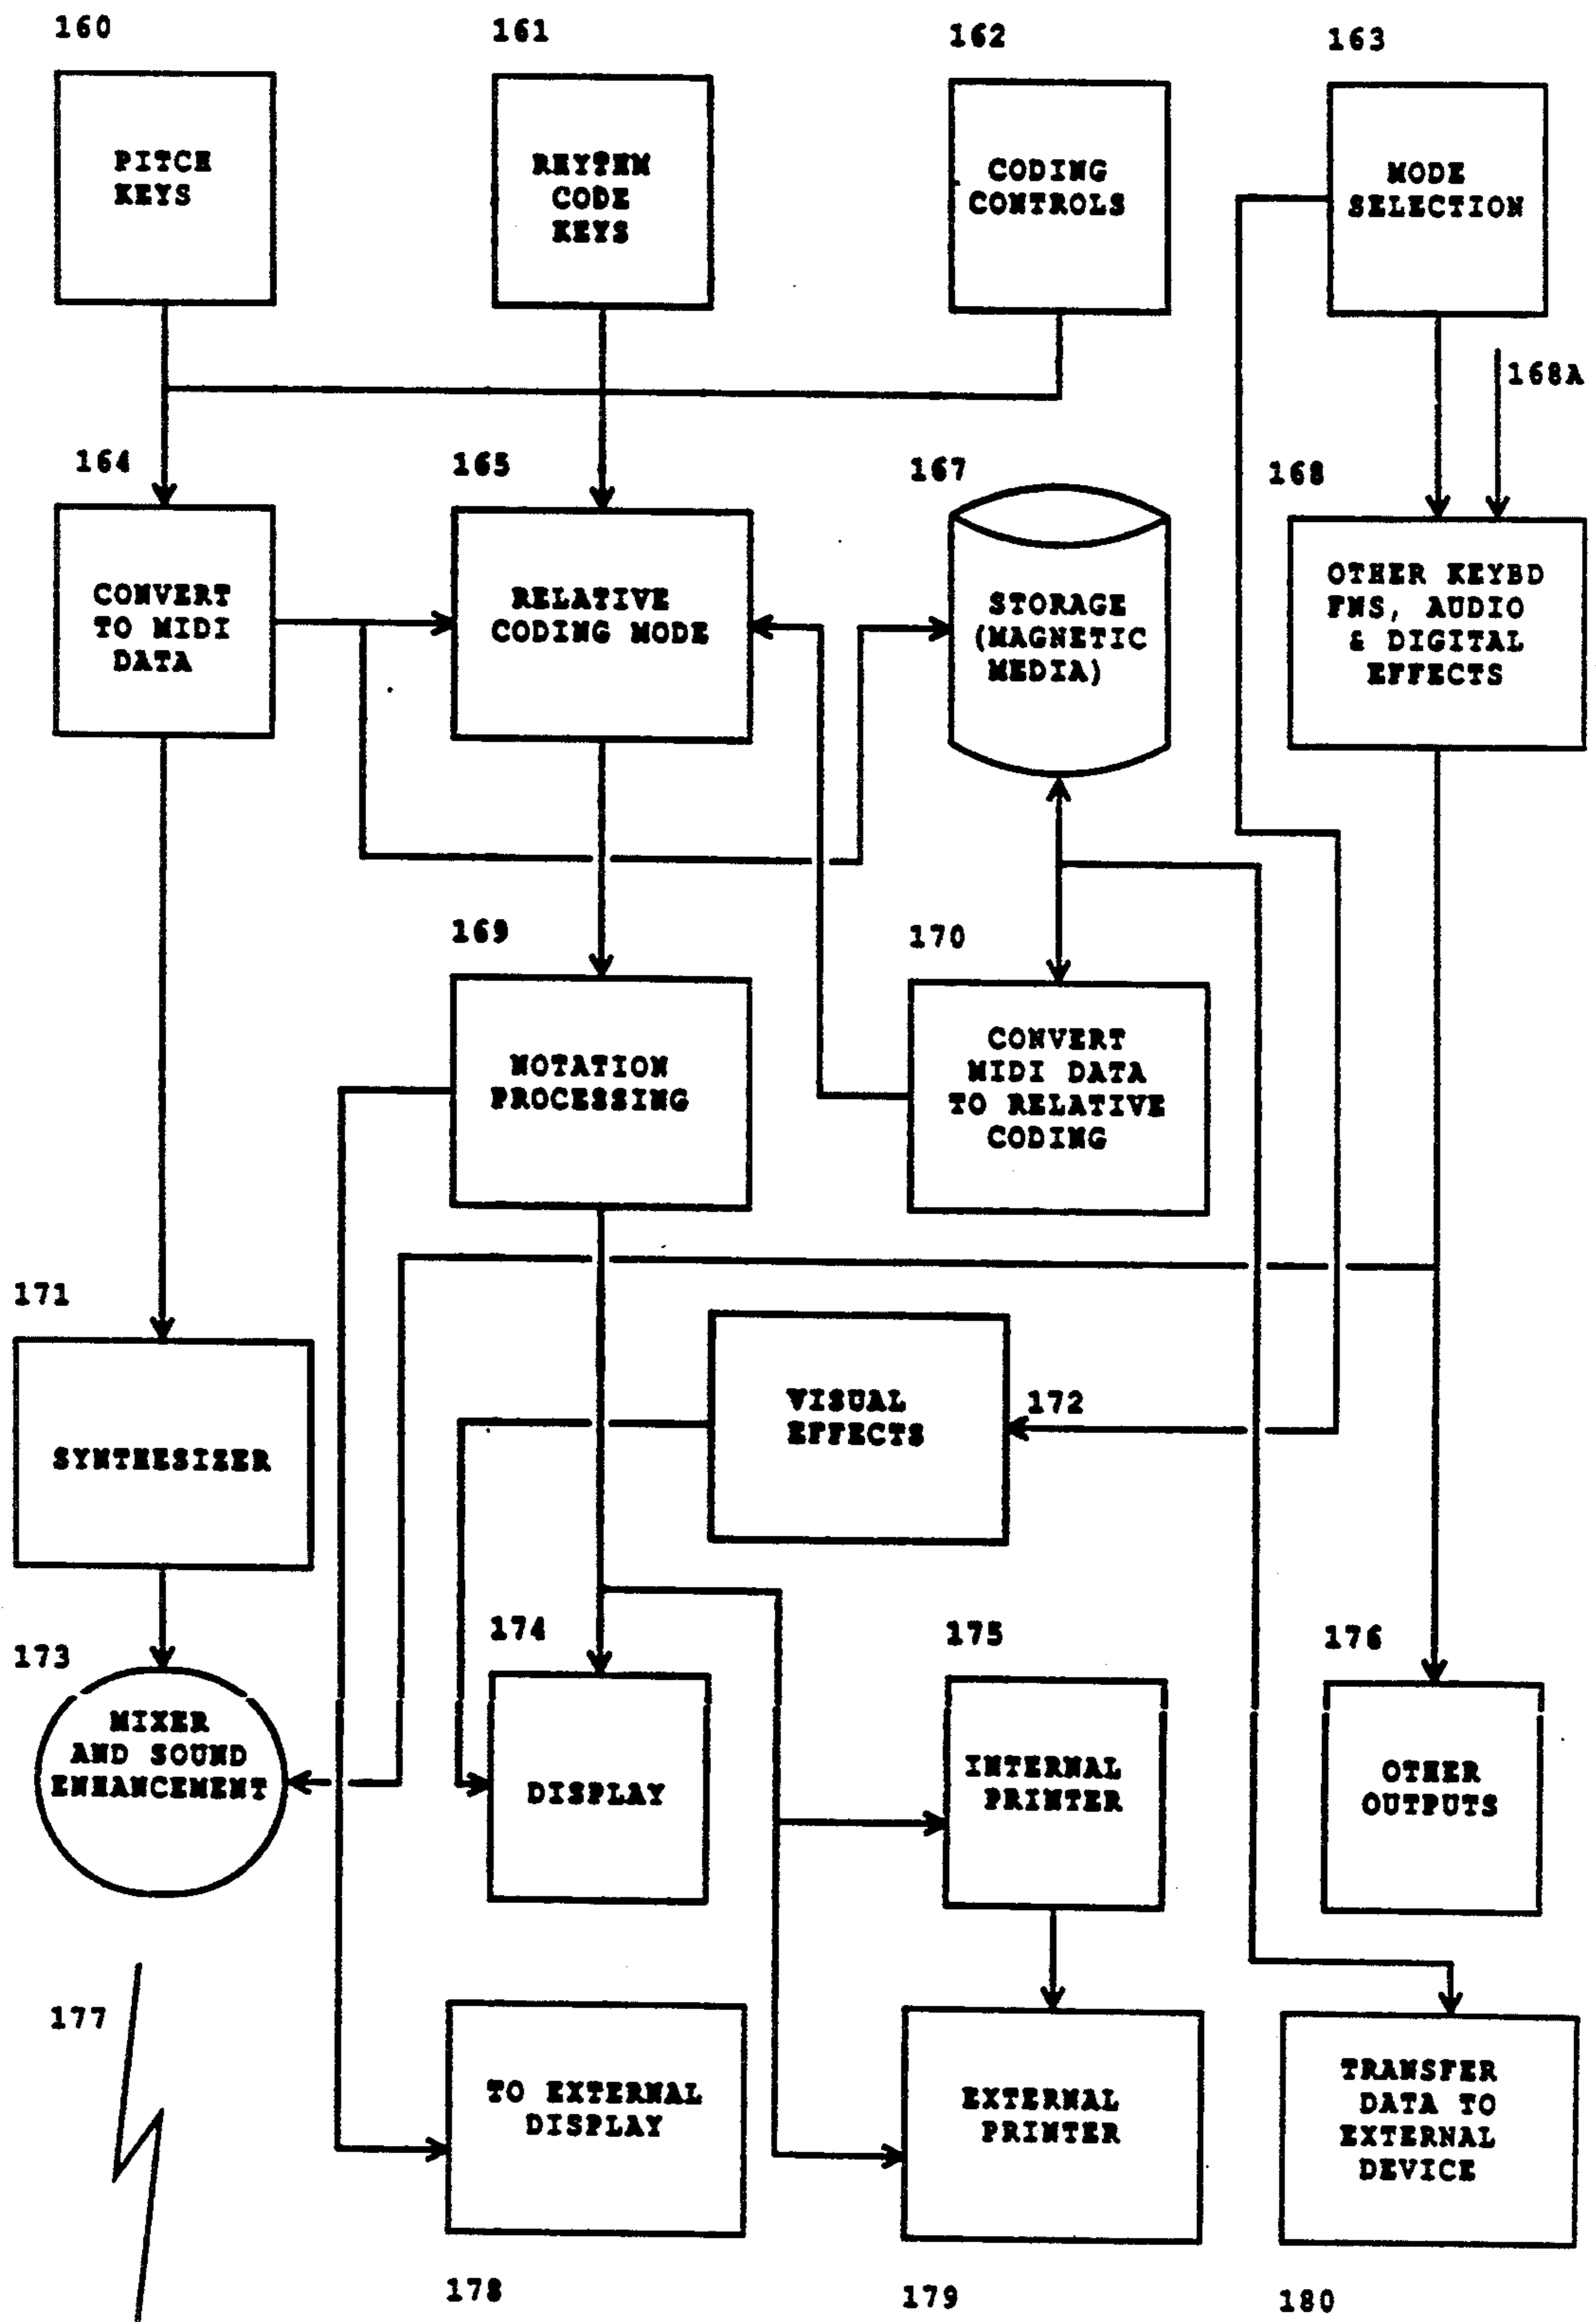 160
161
162
163
PITCH
KEYS
RHYTHM
CODE
KEYS
CODING
CONTROLS
MODE
SELECTION
168A
164
165
167
168
CONVERT
TO MIDI
DATA
RELATIVE
CODING MODE
STORAGE
(MAGNETIC
MEDIA)
OTHER KEYBD
FNS, AUDIO
& DIGITAL
EFFECTS
169
170
NOTATION
PROCESSING
CONVERT
MIDI DATA
TO RELATIVE
CODING
171
SYNTHESIZER
VISUAL
EFFECTS
172
173
174
175
176
MIXER
AND SOUND
ENHANCEMENT
DISPLAY
INTERNAL
PRINTER
OTHER
OUTPUTS
177
TO EXTERNAL
DISPLAY
EXTERNAL
PRINTER
TRANSFER
DATA TO
EXTERNAL
DEVICE
178
179
180